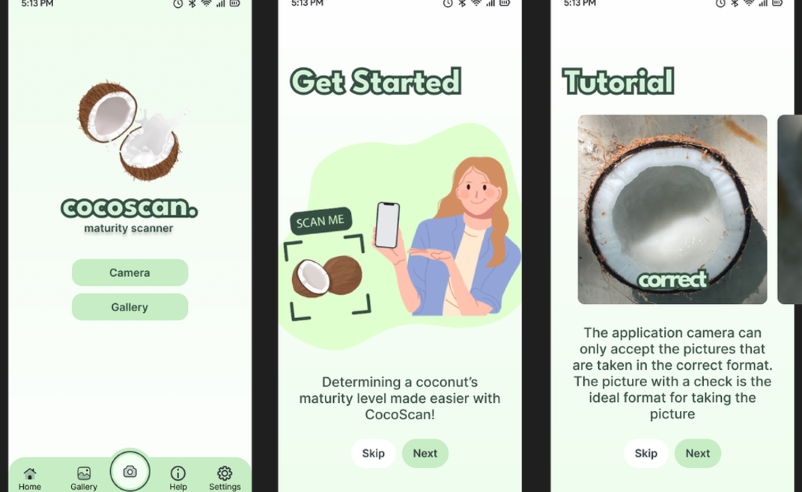 5:13 PM
cocoscan.
maturity scanner
Camera
Gallery
Home
Gallery
Help
Settings
5:13 PM
Get Started
SCAN ME
Determining a coconut's
maturity level made easier with
CocoScan!
Skip
Next
5:13 PM
Tutorial
correct
The application camera can
only accept the pictures that
are taken in the correct format.
The picture with a check is the
ideal format for taking the
picture
Skip
Next